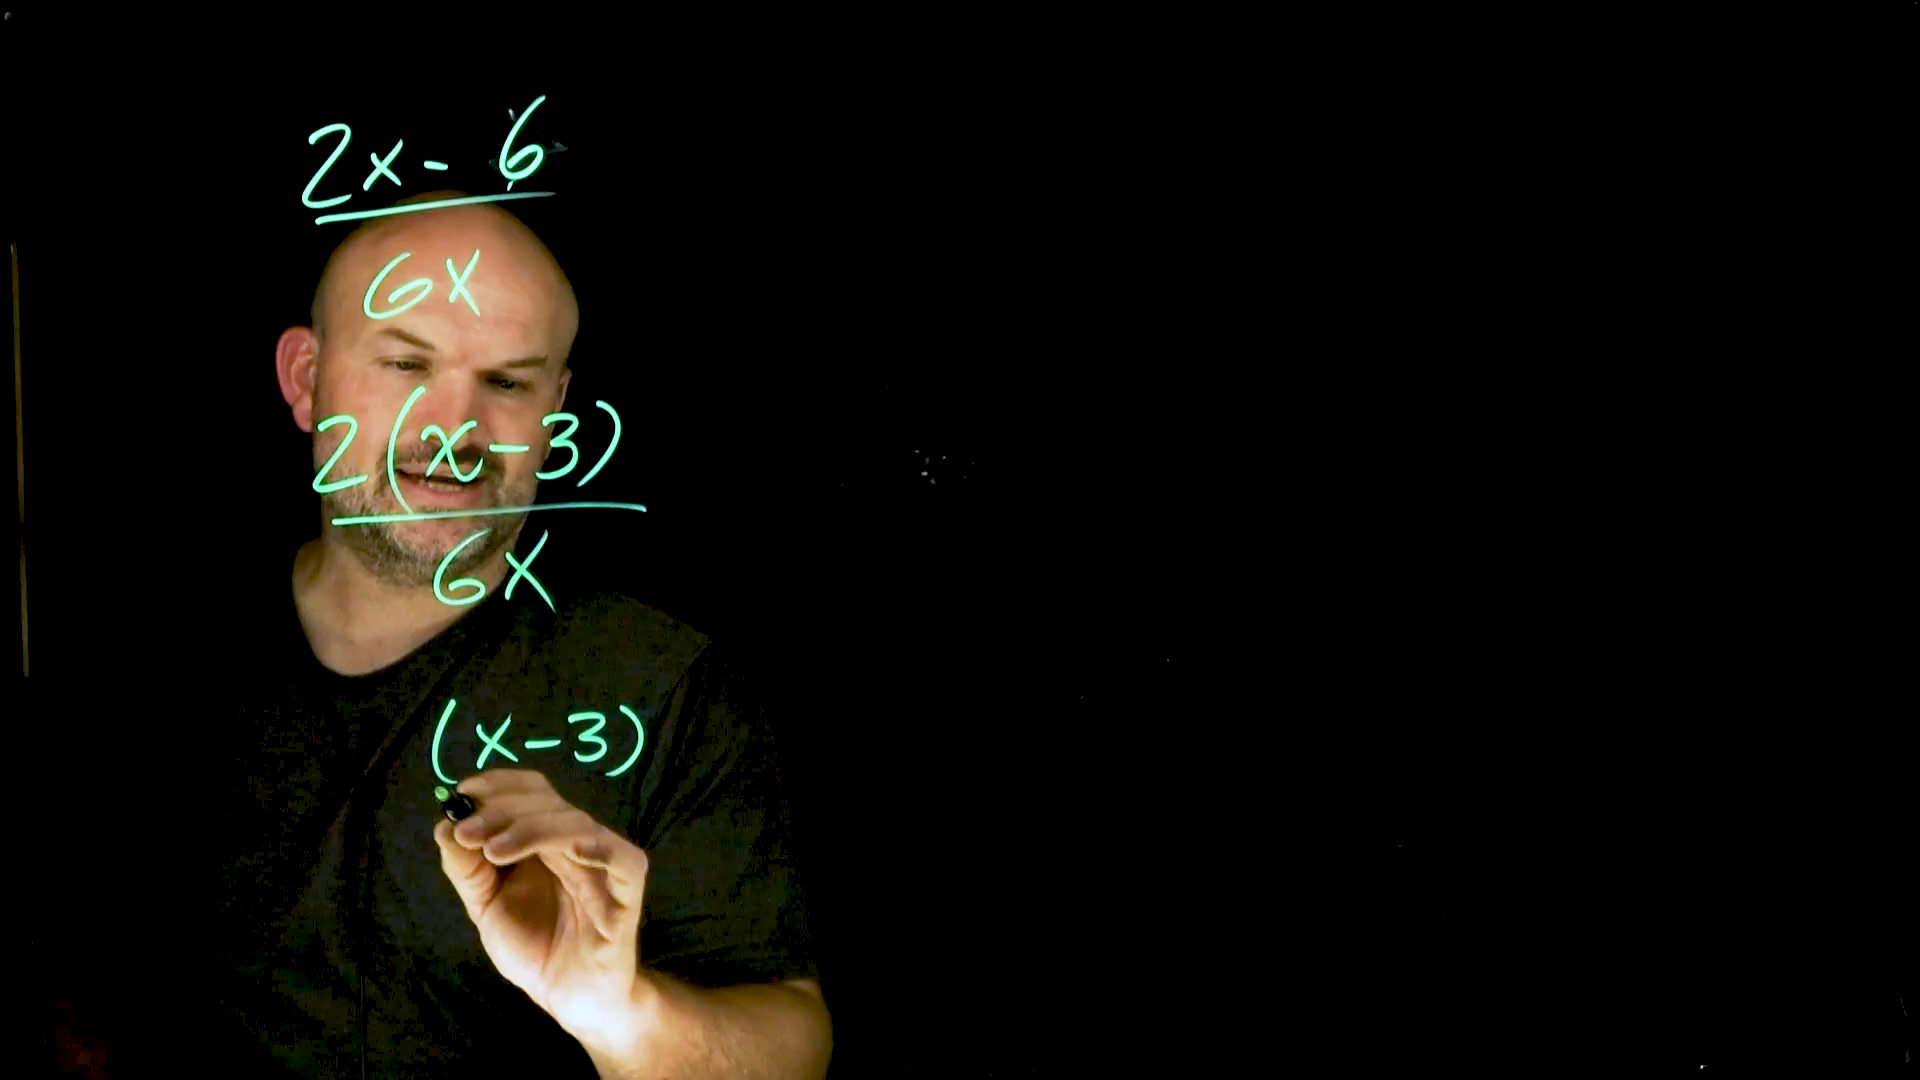 2x - 6
6x
2(x-3)
6x
(x-3)